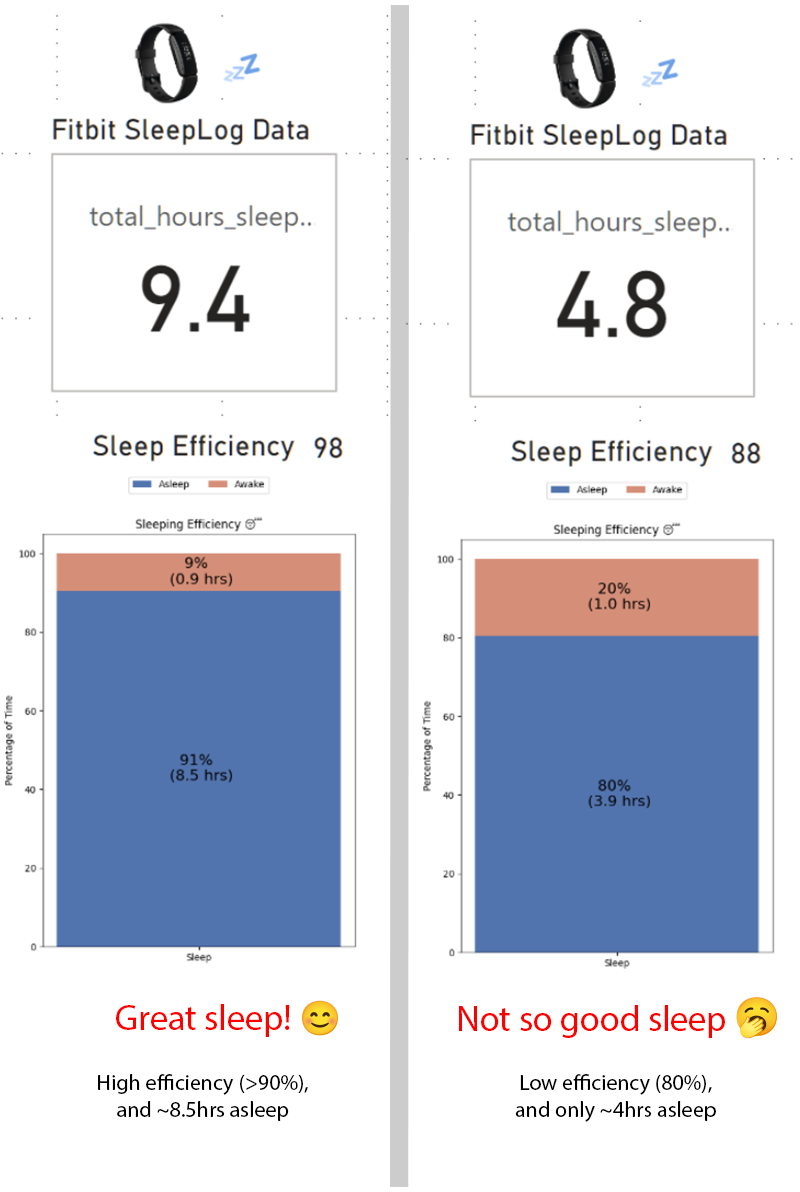 Fitbit SleepLog Data
total_hours_sleep..
9.4
Sleep Efficiency 98
Asleep Awake
Sleeping Efficiency 😴
100
80
60
40
20
0
Percentage of Time
9%
(0.9 hrs)
91%
(8.5 hrs)
Sleep
Great sleep! 😊
High efficiency (>90%),
and ~8.5hrs asleep
Fitbit SleepLog Data
total_hours_sleep..
4.8
Sleep Efficiency 88
Asleep Awake
Sleeping Efficiency 😴
100
80
60
40
20
0
Percentage of Time
20%
(1.0 hrs)
80%
(3.9 hrs)
Sleep
Not so good sleep 🥱
Low efficiency (80%),
and only ~4hrs asleep